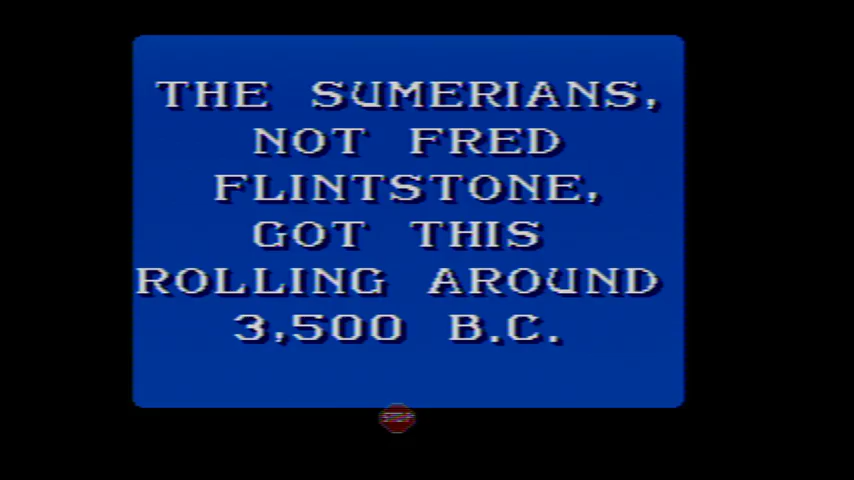 THE SUMERIANS,
NOT FRED
FLINTSTONE,
GOT THIS
ROLLING AROUND
3,500 B.C.